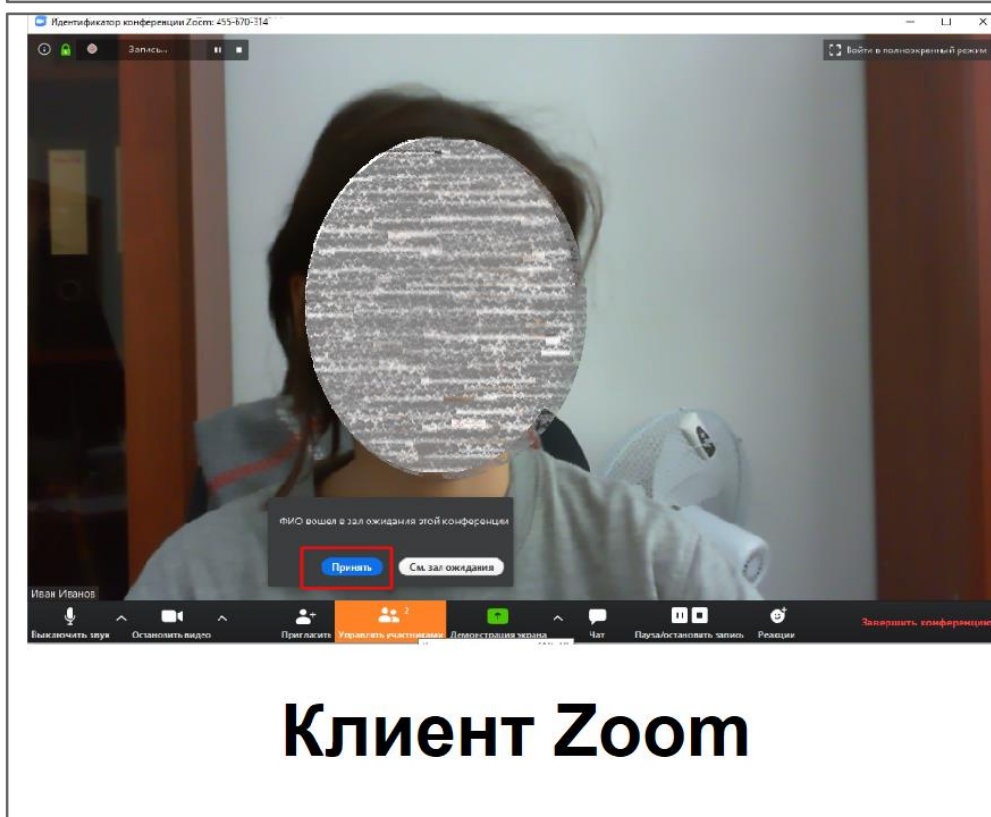 Идентификатор конференции Zoom: 455-670-314
Запись...
Войти в полноэкранный режим
ФИО вошел в зал ожидания этой конференции
Принять
См. зал ожидания
Иван Иванов
2
Выключить звук
Остановить видео
Пригласить
Управлять участниками
Демонстрация экрана
Чат
Пауза/остановить запись
Реакции
Завершить конференцию
Клиент Zoom